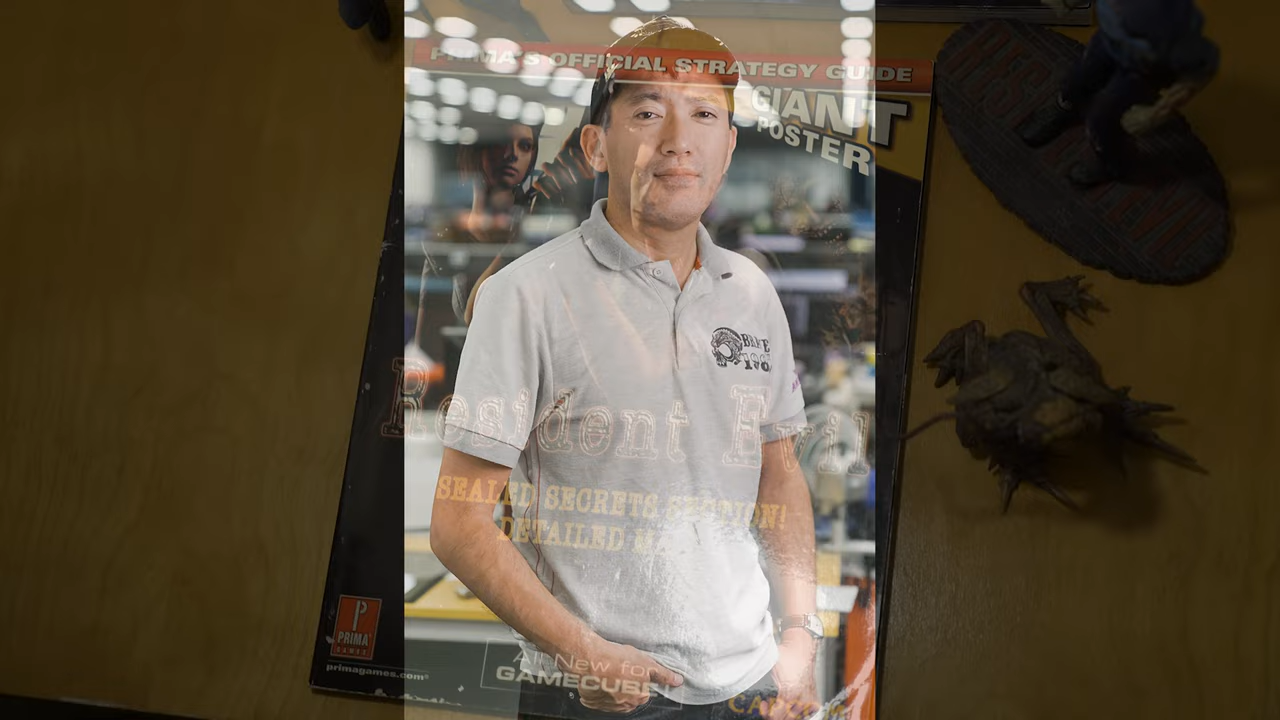 PRIMA'S OFFICIAL STRATEGY GUIDE
GIANT
POSTER
Resident Evil
SEALED SECRETS SECTION!
DETAILED
PRIMA
GAMES
primagames.com®
All New for
GAMECUBE
CAPCOM